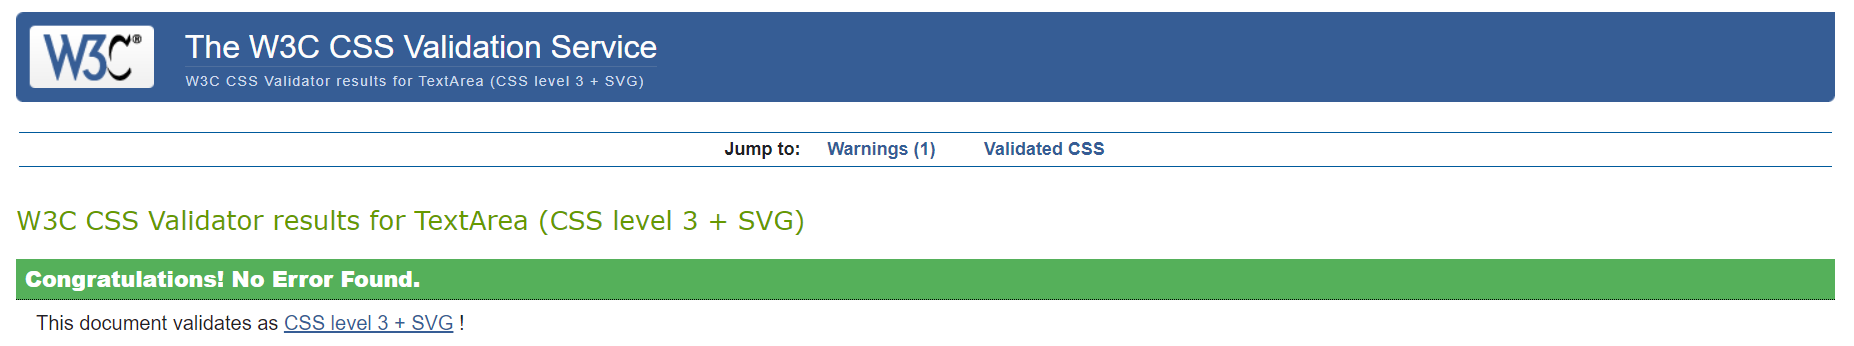 W3C®
The W3C CSS Validation Service
W3C CSS Validator results for TextArea (CSS level 3 + SVG)
Jump to: Warnings (1) Validated CSS
W3C CSS Validator results for TextArea (CSS level 3 + SVG)
Congratulations! No Error Found.
This document validates as CSS level 3 + SVG !